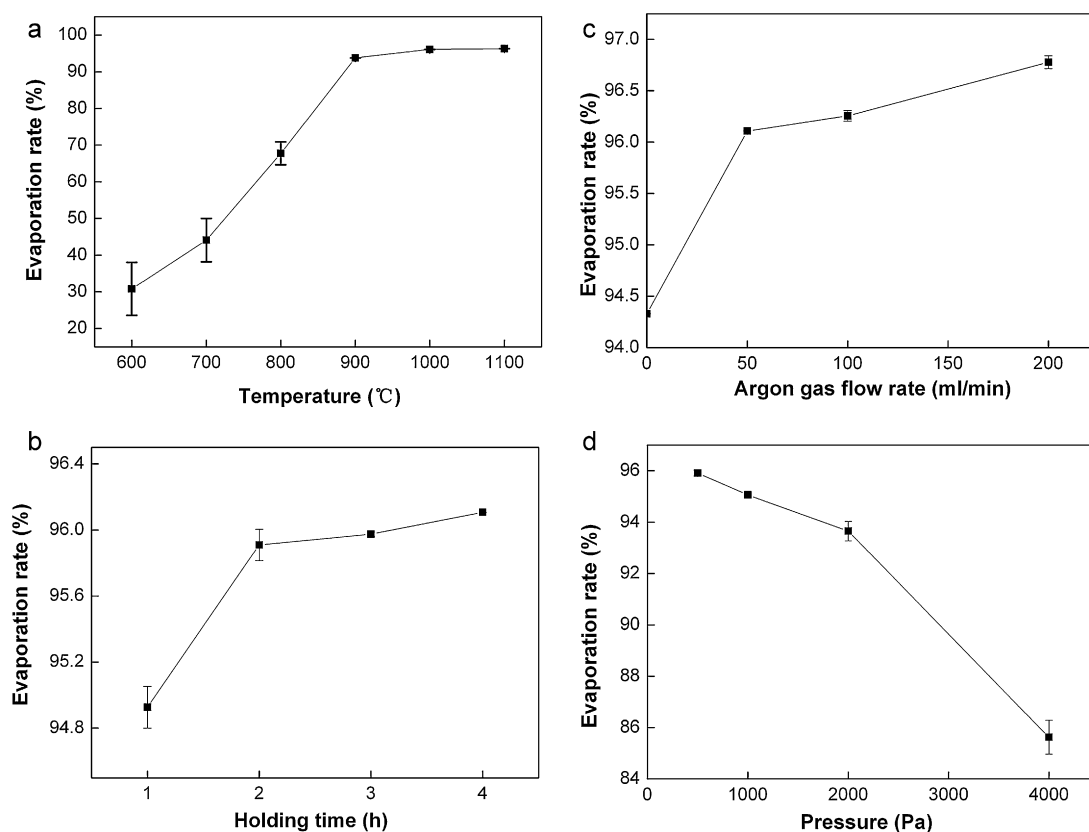 a
100
90
80
70
60
50
40
30
20
600 700 800 900 1000 1100
Evaporation rate (%)
Temperature (℃)
c
97.0
96.5
96.0
95.5
95.0
94.5
94.0
0 50 100 150 200
Evaporation rate (%)
Argon gas flow rate (ml/min)
b
96.4
96.0
95.6
95.2
94.8
1 2 3 4
Evaporation rate (%)
Holding time (h)
d
96
94
92
90
88
86
84
0 1000 2000 3000 4000
Evaporation rate (%)
Pressure (Pa)